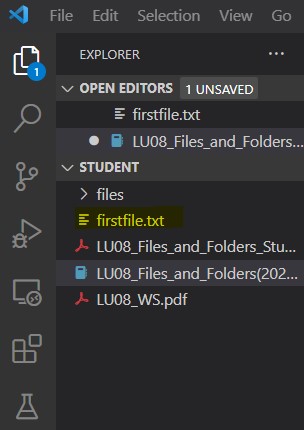 File Edit Selection View Go
EXPLORER ...
OPEN EDITORS 1 UNSAVED
firstfile.txt
LU08_Files_and_Folders...
STUDENT
files
firstfile.txt
LU08_Files_and_Folders_Stu...
LU08_Files_and_Folders(202...
LU08_WS.pdf
1